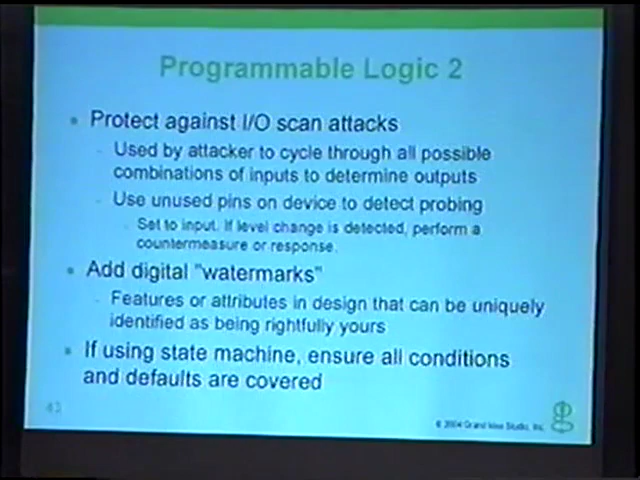 Programmable Logic 2
Protect against I/O scan attacks
Used by attacker to cycle through all possible
combinations of inputs to determine outputs
Use unused pins on device to detect probing
Set to input. If level change is detected, perform a
countermeasure or response.
Add digital "watermarks"
Features or attributes in design that can be uniquely
identified as being rightfully yours
If using state machine, ensure all conditions
and defaults are covered
© 2004 Grand Idea Studio, Inc.